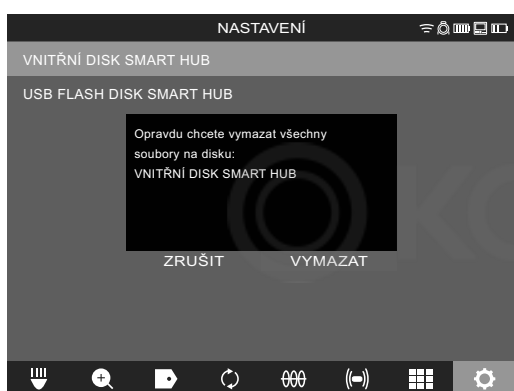 NASTAVENÍ
VNITŘNÍ DISK SMART HUB
USB FLASH DISK SMART HUB
Opravdu chcete vymazat všechny
soubory na disku:
VNITŘNÍ DISK SMART HUB
ZRUŠIT VYMAZAT